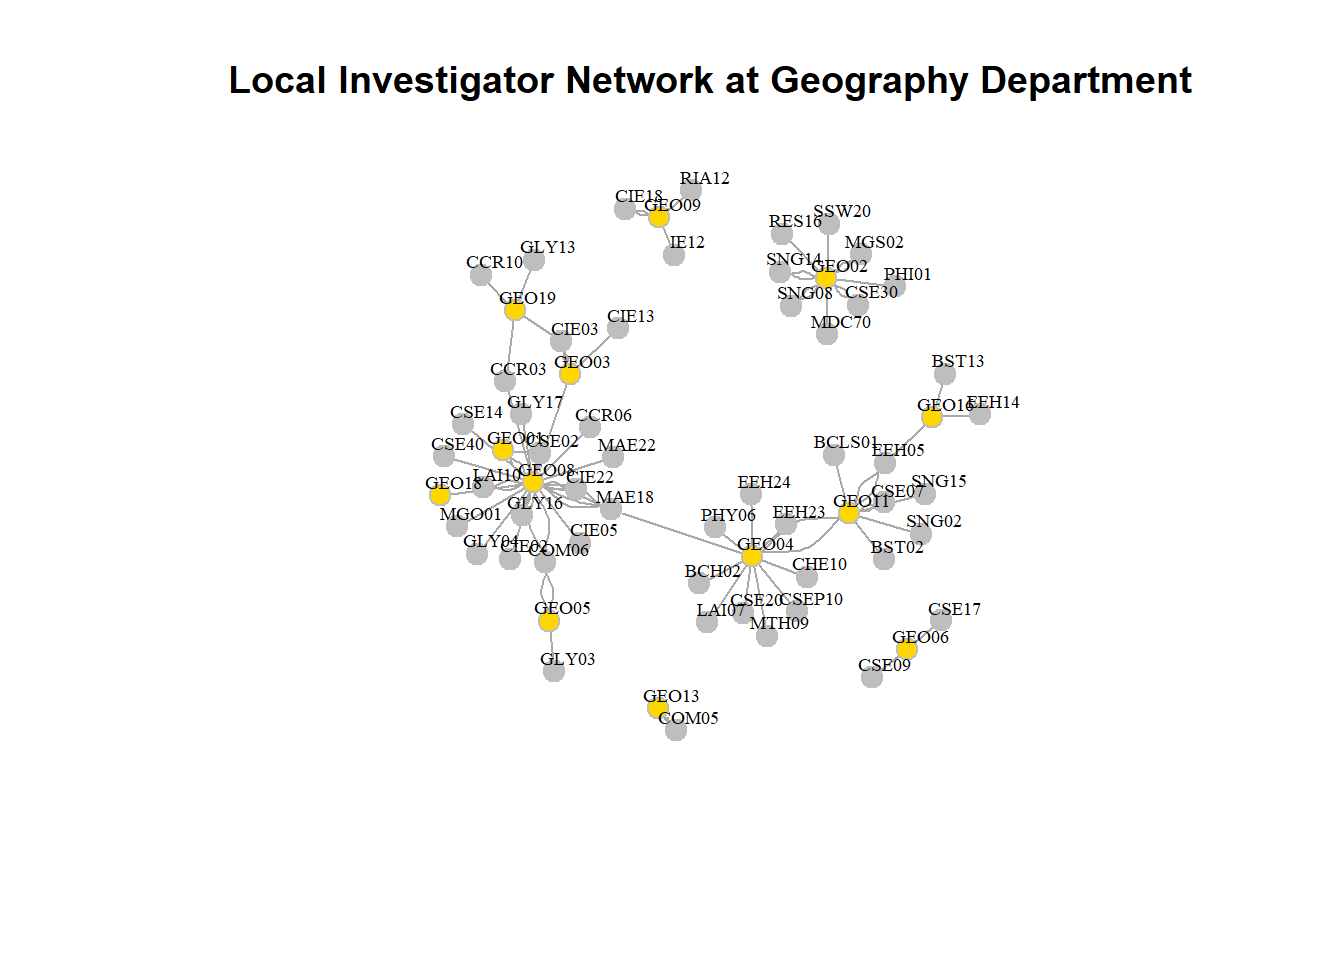 Local Investigator Network at Geography Department
RIA12
CIE18
GEO09
SSW20
RES16
IE12
MGS02
GLY13
SNG14
GEO02
CCR10
PHI01
SNG08
CSE30
GEO19
CIE13
MDC70
CIE03
GEO03
BST13
CCR03
GLY17
EEH14
GEO16
CSE14
CCR06
GEO01
CSE02
BCLS01
CSE40
MAE22
EEH05
GEO08
LAI10
CIE22
GEO18
EEH24
SNG15
CSE07
MAE18
GEO11
GLY16
EEH23
MGO01
PHY06
SNG02
CIE05
GLY04
CIE02
COM06
GEO04
BST02
BCH02
CHE10
CSE20
CSEP10
GEO05
LAI07
CSE17
MTH09
GEO06
GLY03
CSE09
GEO13
COM05